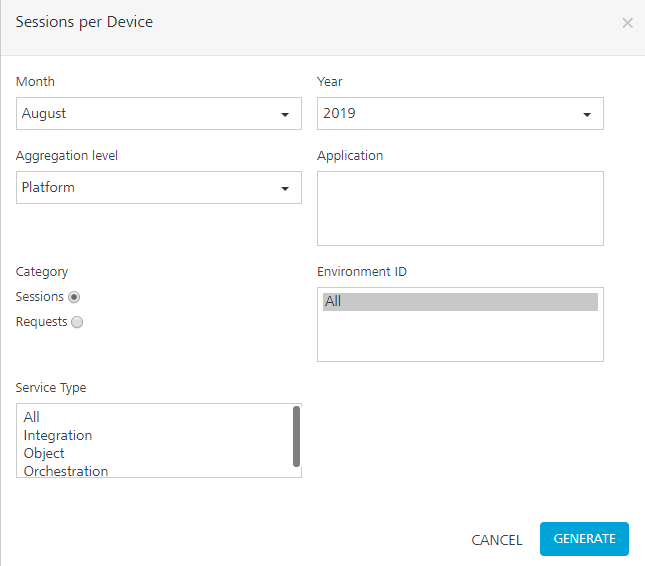 Sessions per Device
Month
Year
August
2019
Aggregation level
Application
Platform
Category
Environment ID
Sessions
All
Requests
Service Type
All
Integration
Object
Orchestration
CANCEL
GENERATE